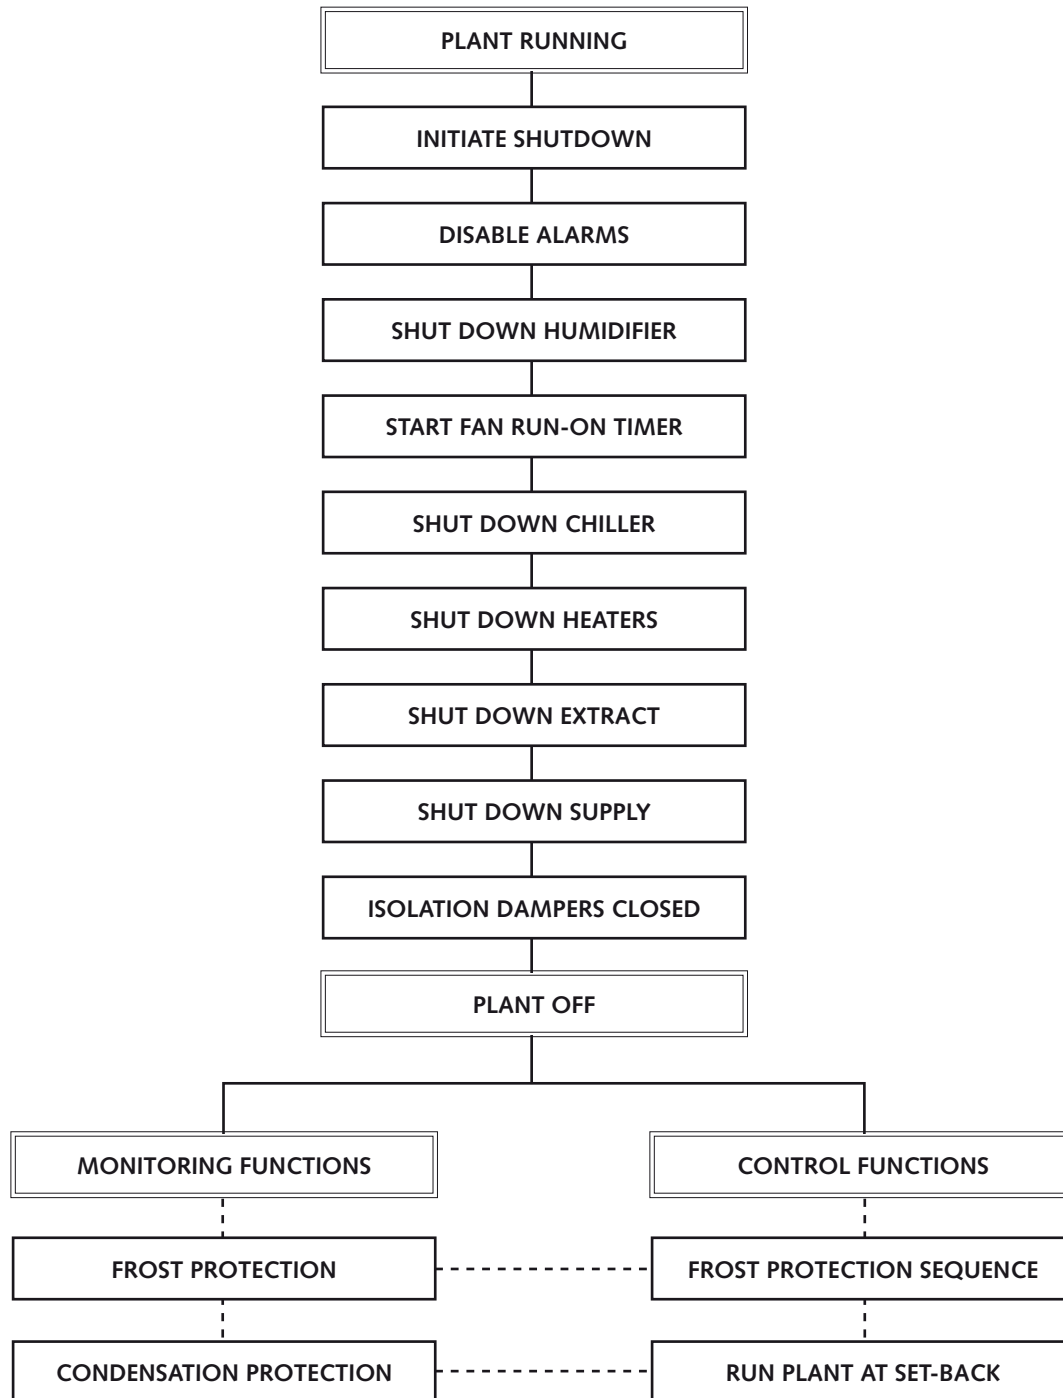 PLANT RUNNING
INITIATE SHUTDOWN
DISABLE ALARMS
SHUT DOWN HUMIDIFIER
START FAN RUN-ON TIMER
SHUT DOWN CHILLER
SHUT DOWN HEATERS
SHUT DOWN EXTRACT
SHUT DOWN SUPPLY
ISOLATION DAMPERS CLOSED
PLANT OFF
MONITORING FUNCTIONS
CONTROL FUNCTIONS
FROST PROTECTION
FROST PROTECTION SEQUENCE
CONDENSATION PROTECTION
RUN PLANT AT SET-BACK